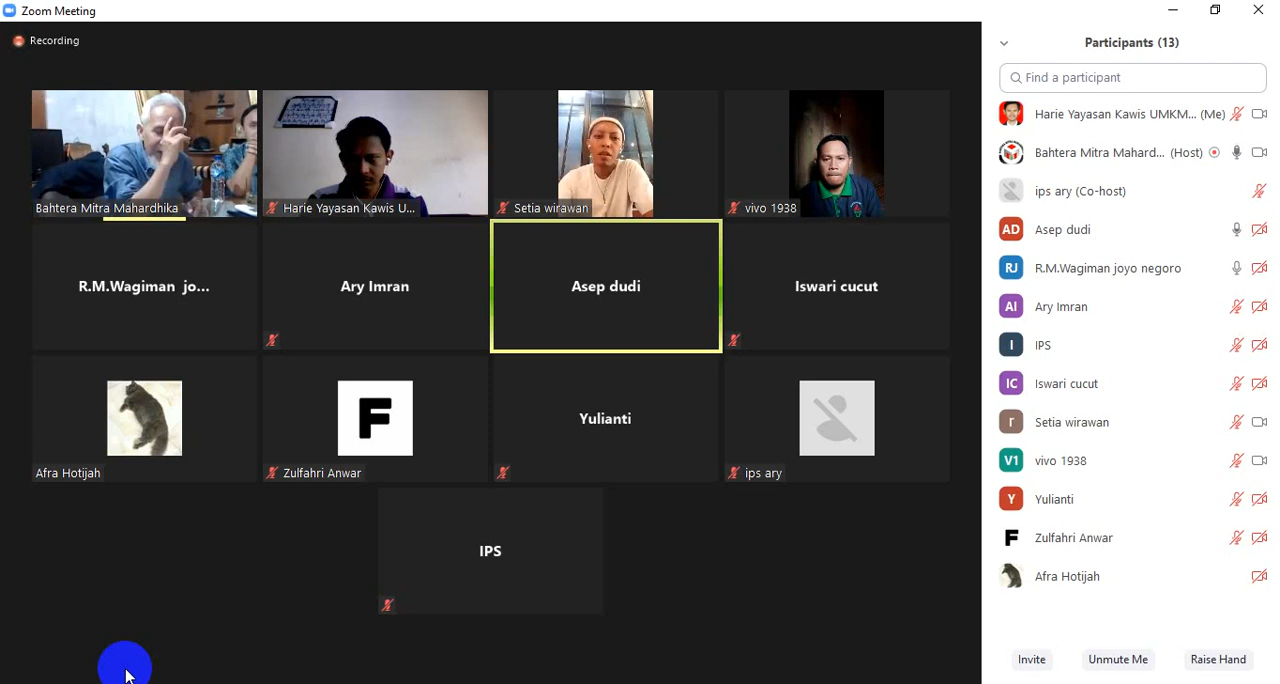 Zoom Meeting
Recording
Bahtera Mitra Mahardhika
Harie Yayasan Kawis U...
Setia wirawan
vivo 1938
R.M.Wagiman jo...
Ary Imran
Asep dudi
Iswari cucut
Afra Hotijah
F
Zulfahri Anwar
Yulianti
ips ary
IPS
Participants (13)
Find a participant
Harie Yayasan Kawis UMKM... (Me)
Bahtera Mitra Mahard... (Host)
ips ary (Co-host)
AD Asep dudi
RJ R.M.Wagiman joyo negoro
AI Ary Imran
I IPS
IC Iswari cucut
r Setia wirawan
V1 vivo 1938
Y Yulianti
F Zulfahri Anwar
Afra Hotijah
Invite Unmute Me Raise Hand